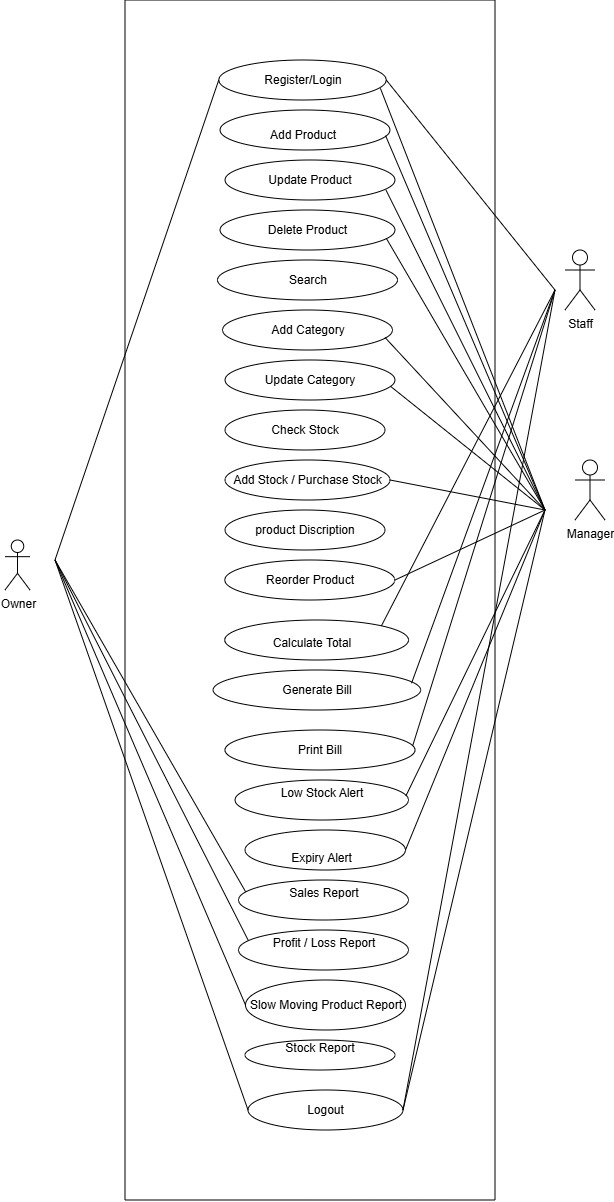 Register/Login
Add Product
Update Product
Delete Product
Search
Staff
Add Category
Update Category
Check Stock
Add Stock / Purchase Stock
product Discription
Manager
Reorder Product
Owner
Calculate Total
Generate Bill
Print Bill
Low Stock Alert
Expiry Alert
Sales Report
Profit / Loss Report
Slow Moving Product Report
Stock Report
Logout